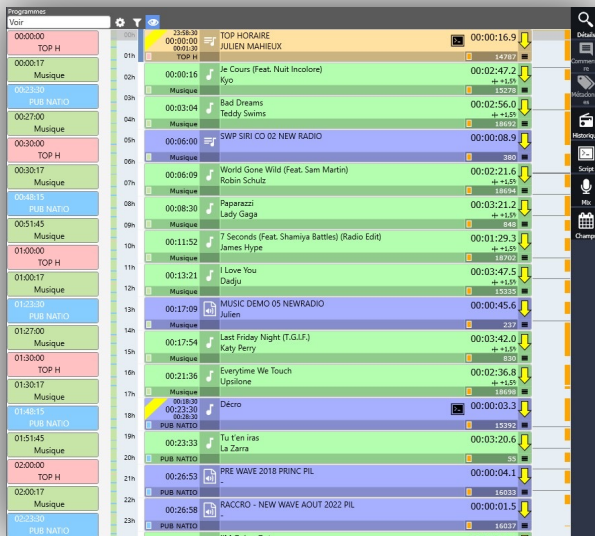 Programmes
Voir
00:00:00
TOP H
00:00:17
Musique
00:23:30
PUB NATIO
00:27:00
Musique
00:30:00
TOP H
00:30:17
Musique
00:48:15
PUB NATIO
00:51:45
Musique
01:00:00
TOP H
01:00:17
Musique
01:23:30
PUB NATIO
01:27:00
Musique
01:30:00
TOP H
01:30:17
Musique
01:48:15
PUB NATIO
01:51:45
Musique
02:00:00
TOP H
02:00:17
Musique
02:23:30
PUB NATIO
00h
01h
02h
03h
04h
05h
06h
07h
08h
09h
10h
11h
12h
13h
14h
15h
16h
17h
18h
19h
20h
21h
22h
23h
23:58:30
00:00:00
00:01:30
TOP HORAIRE
JULIEN MAHIEUX
00:00:16.9
TOP H
14787
00:00:16
Je Cours (Feat. Nuit Incolore)
Kyo
00:02:47.2
+1.5%
Musique
15278
00:03:04
Bad Dreams
Teddy Swims
00:02:56.0
+1.5%
Musique
18692
00:06:00
SWP SIRI CO 02 NEW RADIO
00:00:08.9
Musique
380
00:06:09
World Gone Wild (Feat. Sam Martin)
Robin Schulz
00:02:21.6
+1.5%
Musique
18694
00:08:30
Paparazzi
Lady Gaga
00:03:21.2
+1.5%
Musique
848
00:11:52
7 Seconds (Feat. Shamiya Battles) (Radio Edit)
James Hype
00:01:29.3
+1.5%
Musique
18702
00:13:21
I Love You
Dadju
00:03:47.5
+1.5%
Musique
15335
00:17:09
MUSIC DEMO 05 NEWRADIO
Julien
00:00:45.6
Musique
237
00:17:54
Last Friday Night (T.G.I.F.)
Katy Perry
00:03:42.0
+1.5%
Musique
830
00:21:36
Everytime We Touch
Upsilone
00:02:36.8
+1.5%
Musique
18698
00:18:30
00:23:30
00:28:30
Décro
00:00:03.3
PUB NATIO
15392
00:23:33
Tu t'en iras
La Zarra
00:03:20.6
PUB NATIO
55
00:26:53
PRE WAVE 2018 PRINC PIL
-
00:00:04.1
PUB NATIO
16033
00:26:58
RACCRO - NEW WAVE AOUT 2022 PIL
-
00:00:01.5
PUB NATIO
16037
Détails
Commen
re
Métadon
es
Historiqu
Script
Mix
Champs